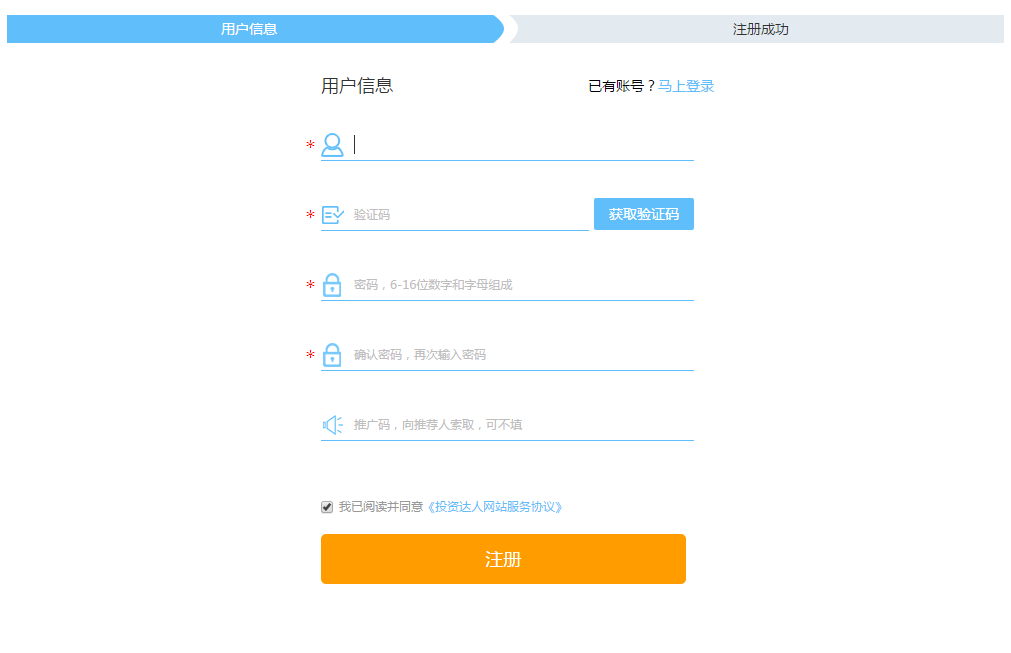 用户信息
注册成功
用户信息
已有账号？马上登录
*
* 验证码
获取验证码
* 密码，6-16位数字和字母组成
* 确认密码，再次输入密码
推广码，向推荐人索取，可不填
我已阅读并同意《投资达人网站服务协议》
注册